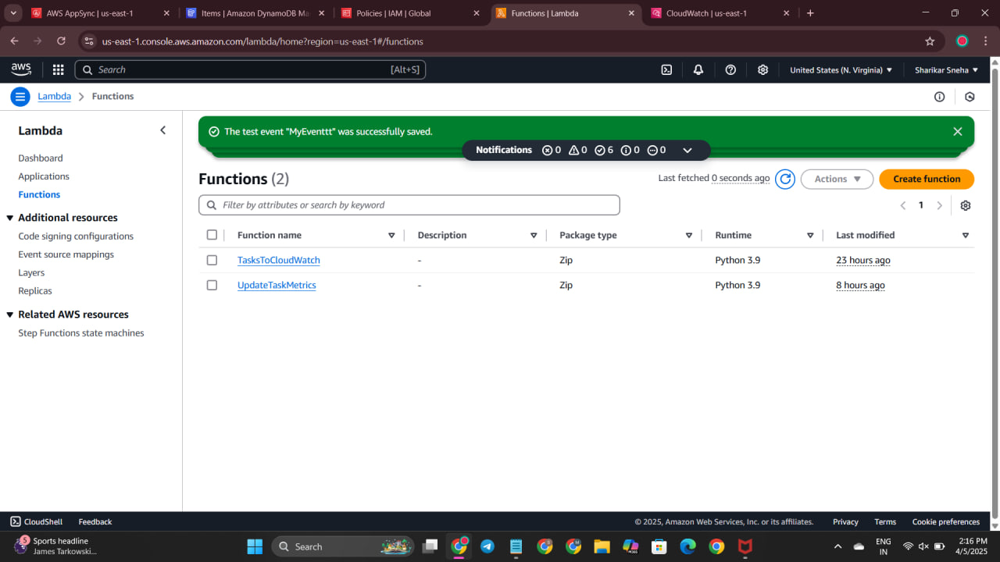 AWS AppSync | us-east-1
Items | Amazon DynamoDB Ma
Policies | IAM | Global
Functions | Lambda
CloudWatch | us-east-1
us-east-1.console.aws.amazon.com/lambda/home?region=us-east-1#/functions
aws
Search
[Alt+S]
United States (N. Virginia)
Sharikar Sneha
Lambda
Functions
Lambda
Dashboard
Applications
Functions
Additional resources
Code signing configurations
Event source mappings
Layers
Replicas
Related AWS resources
Step Functions state machines
The test event "MyEventtt" was successfully saved.
Notifications 0 0 6 0 0
Functions (2)
Last fetched 0 seconds ago
Actions
Create function
Filter by attributes or search by keyword
1
Function name Description Package type Runtime Last modified
TasksToCloudWatch - Zip Python 3.9 23 hours ago
UpdateTaskMetrics - Zip Python 3.9 8 hours ago
CloudShell Feedback
© 2025, Amazon Web Services, Inc. or its affiliates. Privacy Terms Cookie preferences
5
Sports headline
James Tarkowski...
Search
ENG
IN
2:16 PM
4/5/2025